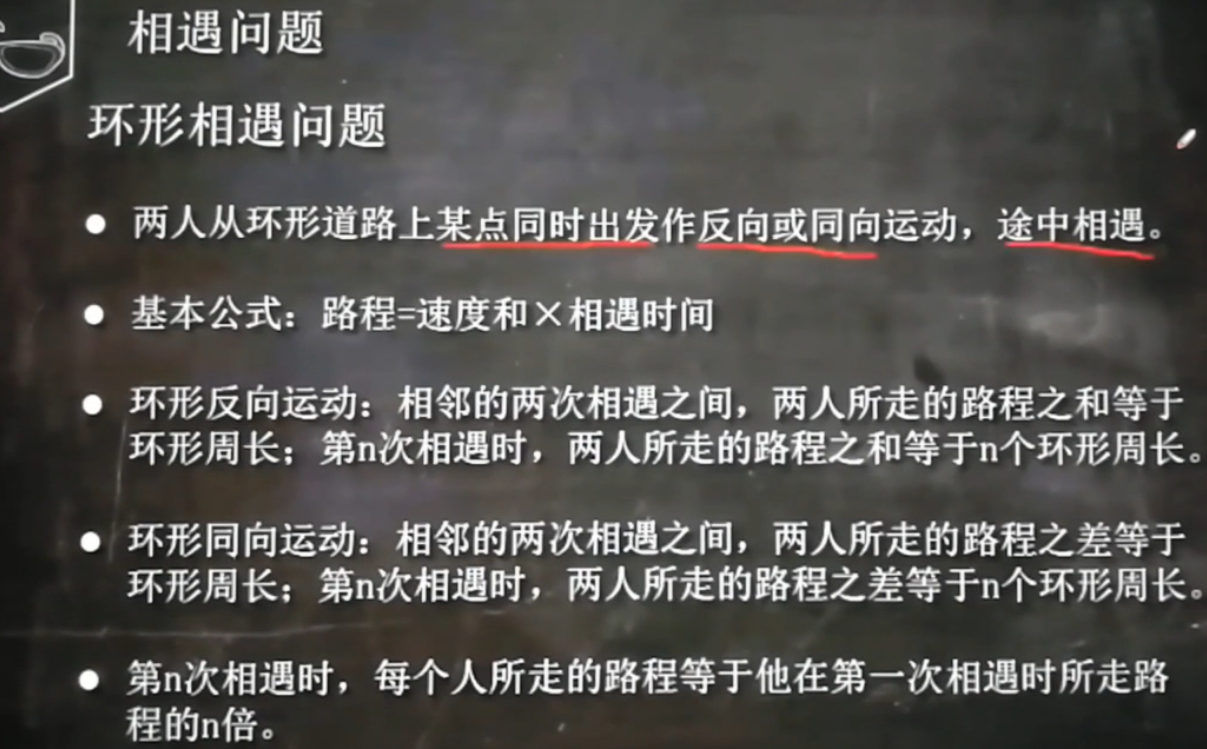 相遇问题
环形相遇问题
● 两人从环形道路上某点同时出发作反向或同向运动，途中相遇。
● 基本公式：路程=速度和×相遇时间
● 环形反向运动：相邻的两次相遇之间，两人所走的路程之和等于
环形周长；第n次相遇时，两人所走的路程之和等于n个环形周长。
● 环形同向运动：相邻的两次相遇之间，两人所走的路程之差等于
环形周长；第n次相遇时，两人所走的路程之差等于n个环形周长。
● 第n次相遇时，每个人所走的路程等于他在第一次相遇时所走路
程的n倍。